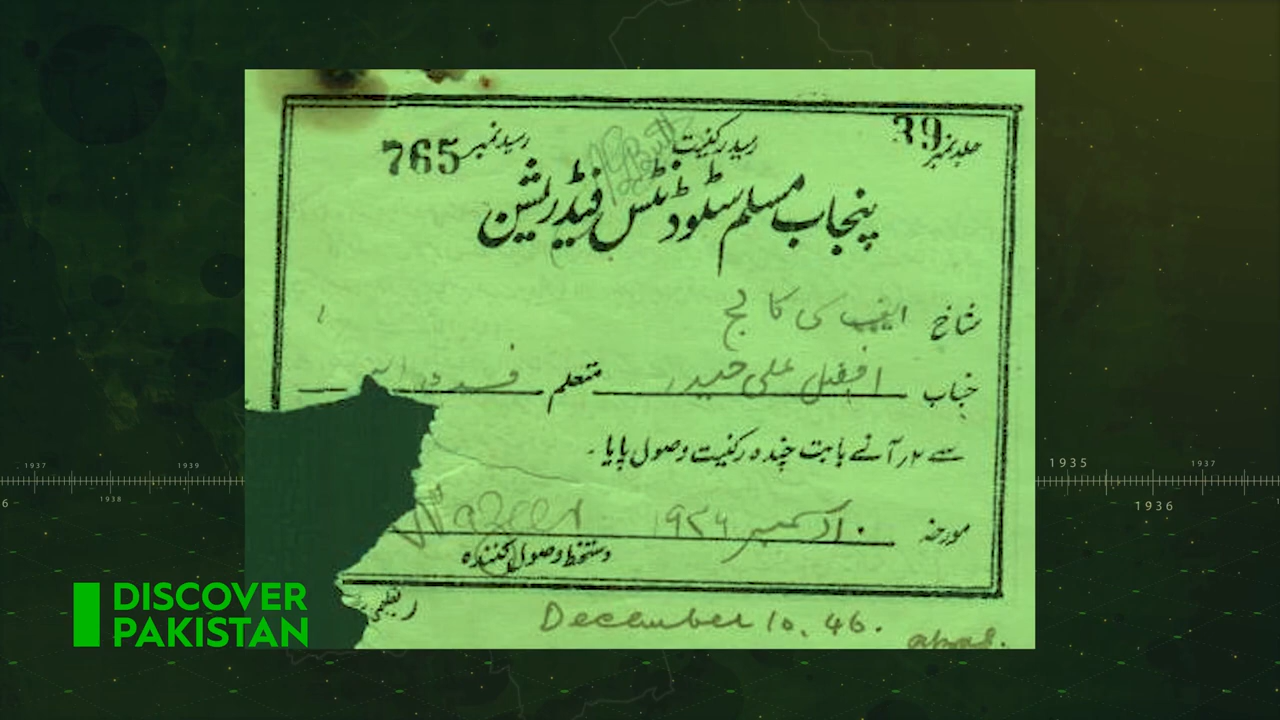 جلد نمبر 39 رسید رکنیت رسید نمبر 765
پنجاب مسلم سٹوڈنٹس فیڈریشن
شاخ ایف سی کالج
جناب افضل علی حیدر متعلم
سے ۲؍ آنے بابت چندہ رکنیت وصول پایا۔
مورخہ ۱۰ دسمبر ۱۹۴۶
دستخط وصول کنندہ
December 10, 46.
1937
1938
1939
1935
1936
1937
DISCOVER
PAKISTAN